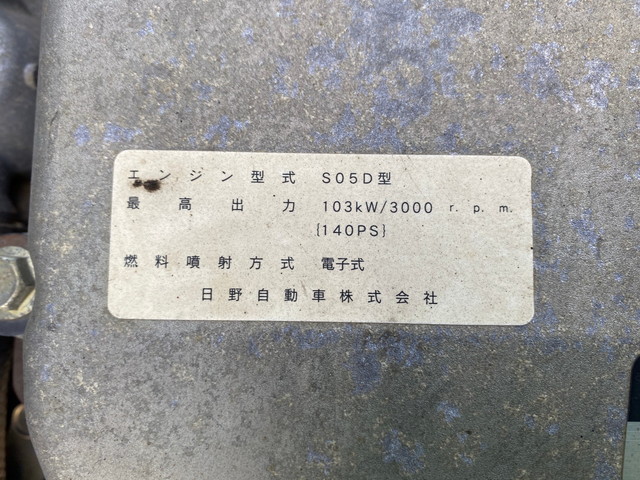 エンジン型式 S05D型
最高出力 103kW/3000 r.p.m.
{140PS}
燃料噴射方式 電子式
日野自動車株式会社